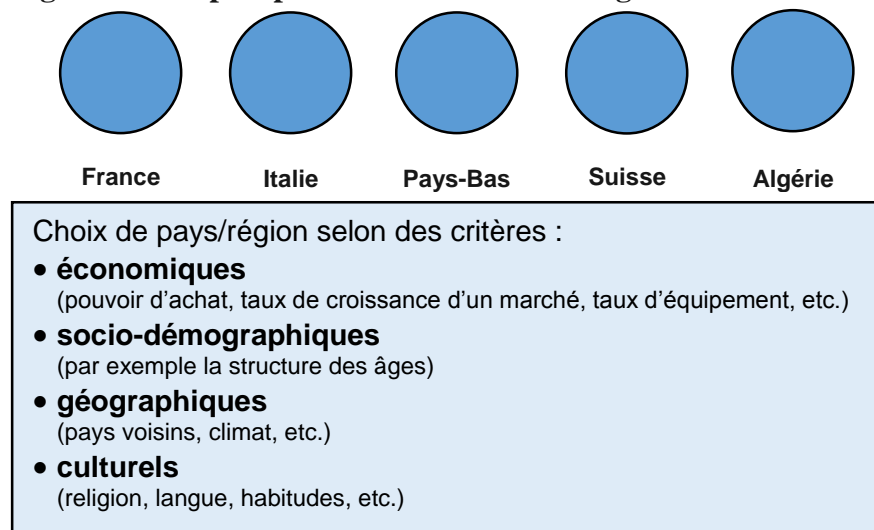 France Italie Pays-Bas Suisse Algérie
Choix de pays/région selon des critères :
• économiques
(pouvoir d'achat, taux de croissance d'un marché, taux d'équipement, etc.)
• socio-démographiques
(par exemple la structure des âges)
• géographiques
(pays voisins, climat, etc.)
• culturels
(religion, langue, habitudes, etc.)